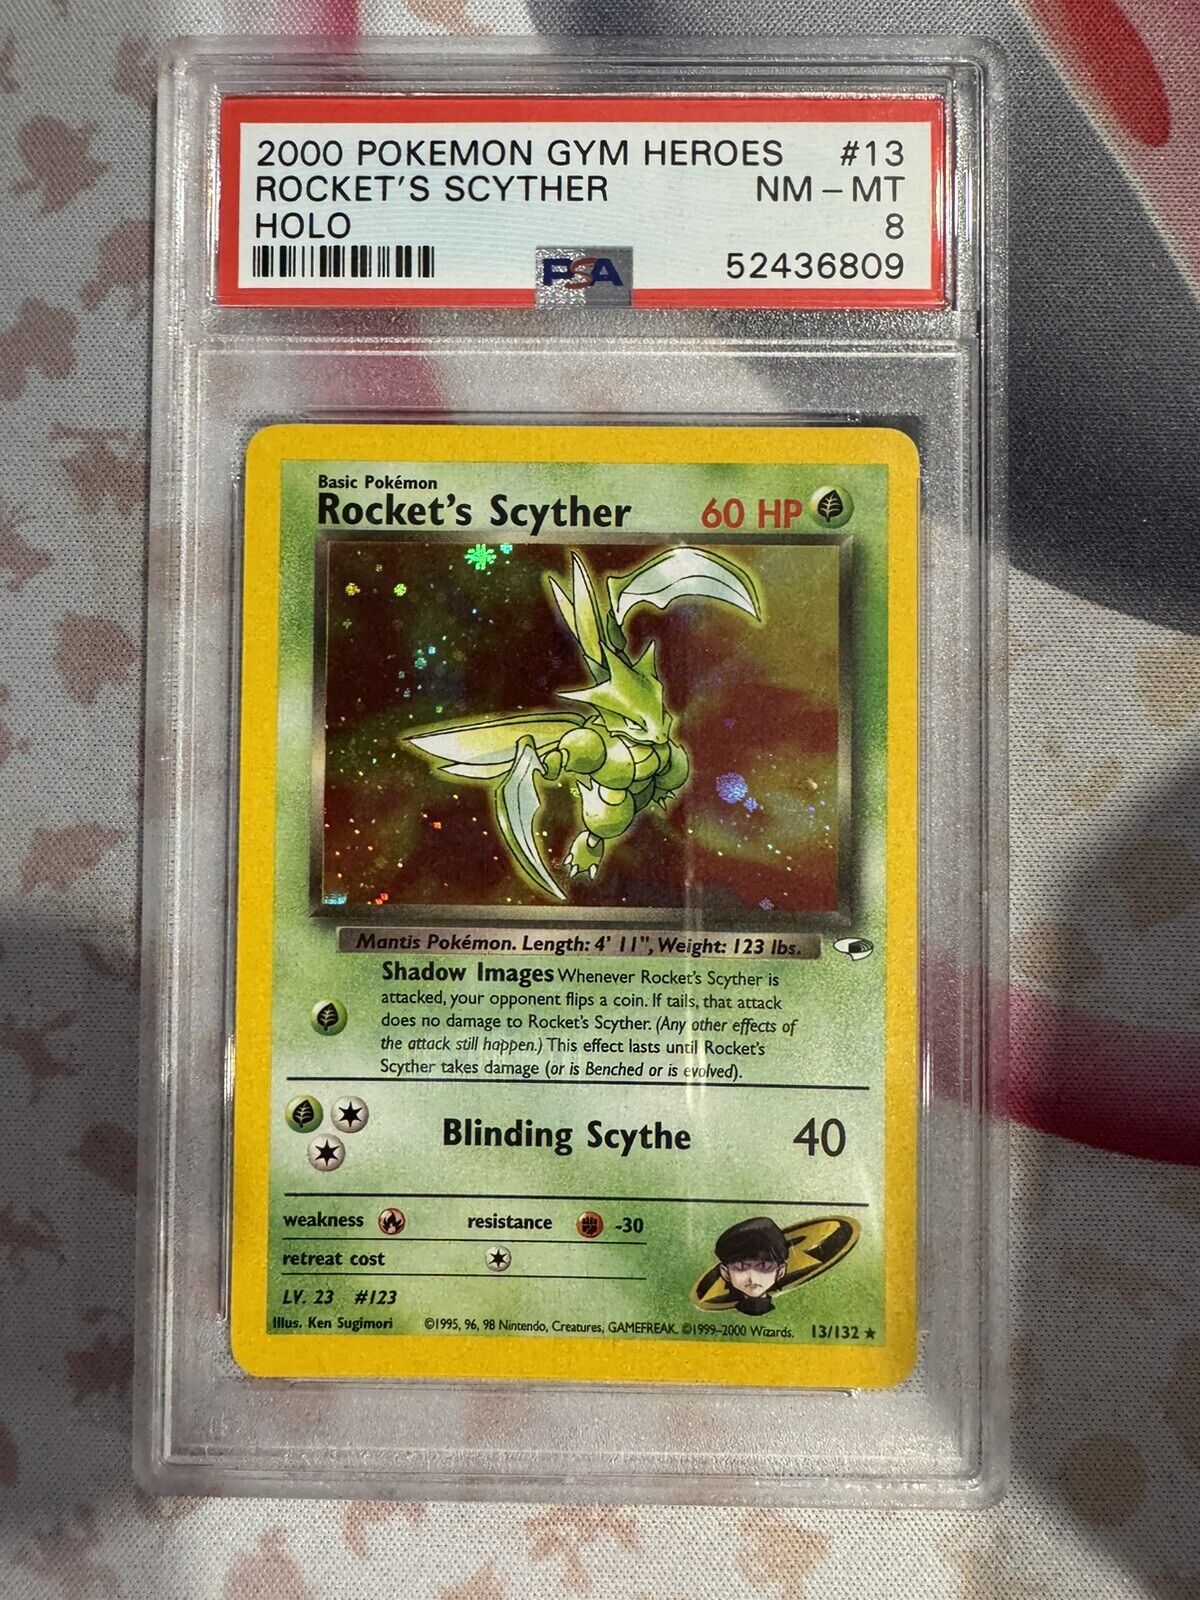 2000 POKEMON GYM HEROES #13
ROCKET'S SCYTHER NM - MT
HOLO 8
PSA 52436809
Basic Pokémon
Rocket's Scyther 60 HP
Mantis Pokémon. Length: 4' 11", Weight: 123 lbs.
Shadow Images Whenever Rocket's Scyther is
attacked, your opponent flips a coin. If tails, that attack
does no damage to Rocket's Scyther. (Any other effects of
the attack still happen.) This effect lasts until Rocket's
Scyther takes damage (or is Benched or is evolved).
Blinding Scythe 40
weakness resistance -30
retreat cost
LV. 23 #123
Illus. Ken Sugimori ©1995, 96, 98 Nintendo, Creatures, GAMEFREAK. ©1999-2000 Wizards. 13/132 ★